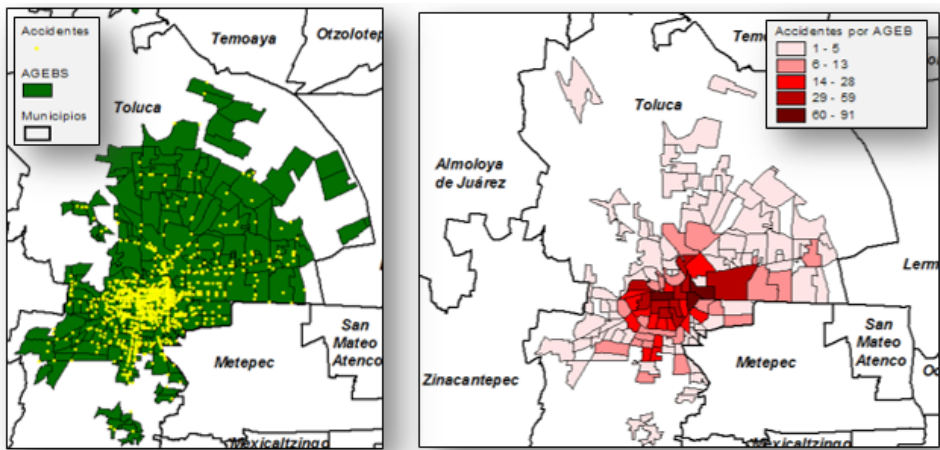 Accidentes
AGEBS
Municipios
Temoaya
Otzolotep
Toluca
San
Mateo
Atenco
Metepec
Mexicaltzingo
Accidentes por AGEB
1 - 5
6 - 13
14 - 28
29 - 59
60 - 91
Toluca
Almoloya
de Juárez
Lerm
San
Mateo
Atenco
Metepec
Zinacantepec
Oc
Mexicaltzingo